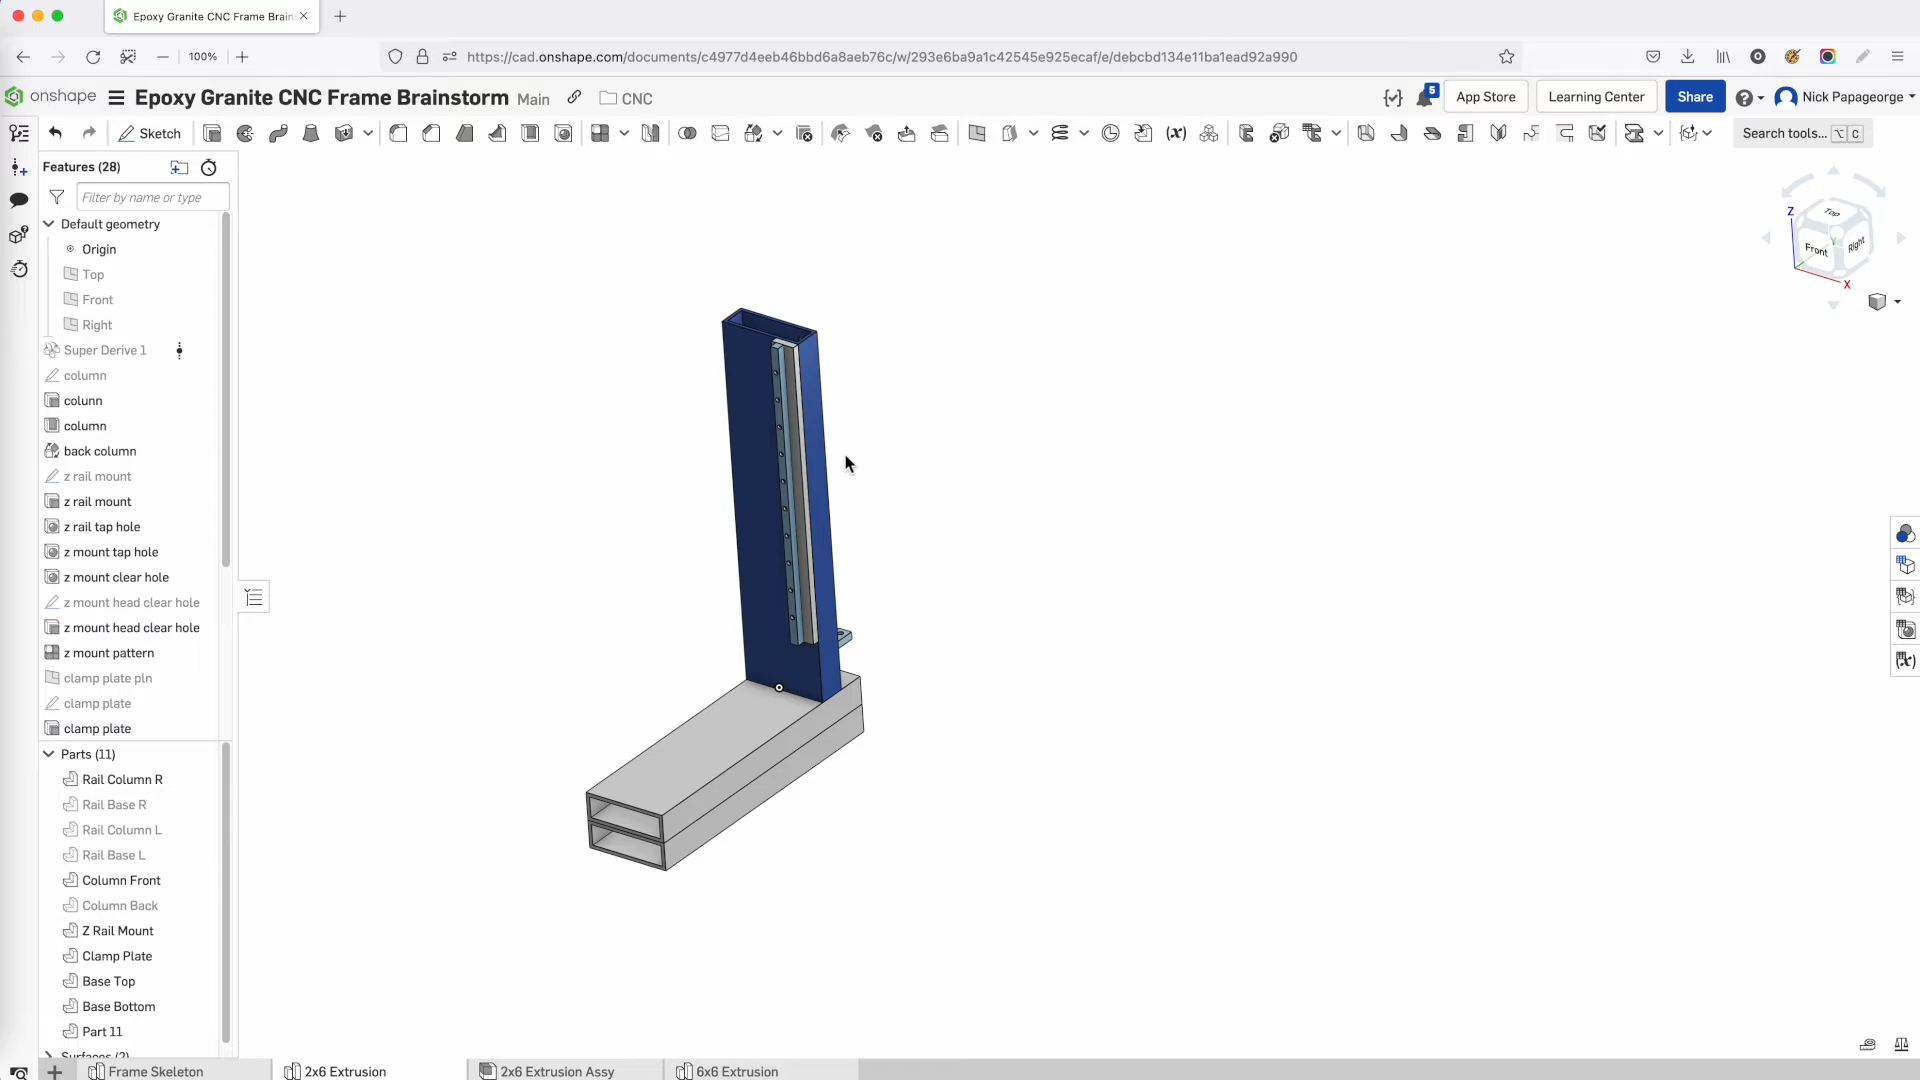 Epoxy Granite CNC Frame Brain
100%
https://cad.onshape.com/documents/c4977d4eeb46bbd6a8aeb76c/w/293e6ba9a1c42545e925ecaf/e/debcbd134e11ba1ead92a990
onshape
Epoxy Granite CNC Frame Brainstorm Main
CNC
5
App Store
Learning Center
Share
Nick Papageorge
Sketch
(x)
Search tools... ⌥ C
Features (28)
Filter by name or type
Default geometry
Origin
Top
Front
Right
Super Derive 1
column
colunn
column
back column
z rail mount
z rail mount
z rail tap hole
z mount tap hole
z mount clear hole
z mount head clear hole
z mount head clear hole
z mount pattern
clamp plate pln
clamp plate
clamp plate
Parts (11)
Rail Column R
Rail Base R
Rail Column L
Rail Base L
Column Front
Column Back
Z Rail Mount
Clamp Plate
Base Top
Base Bottom
Part 11
Surfaces (2)
Z
Top
Front
Y
Right
X
(x)
Frame Skeleton
2x6 Extrusion
2x6 Extrusion Assy
6x6 Extrusion